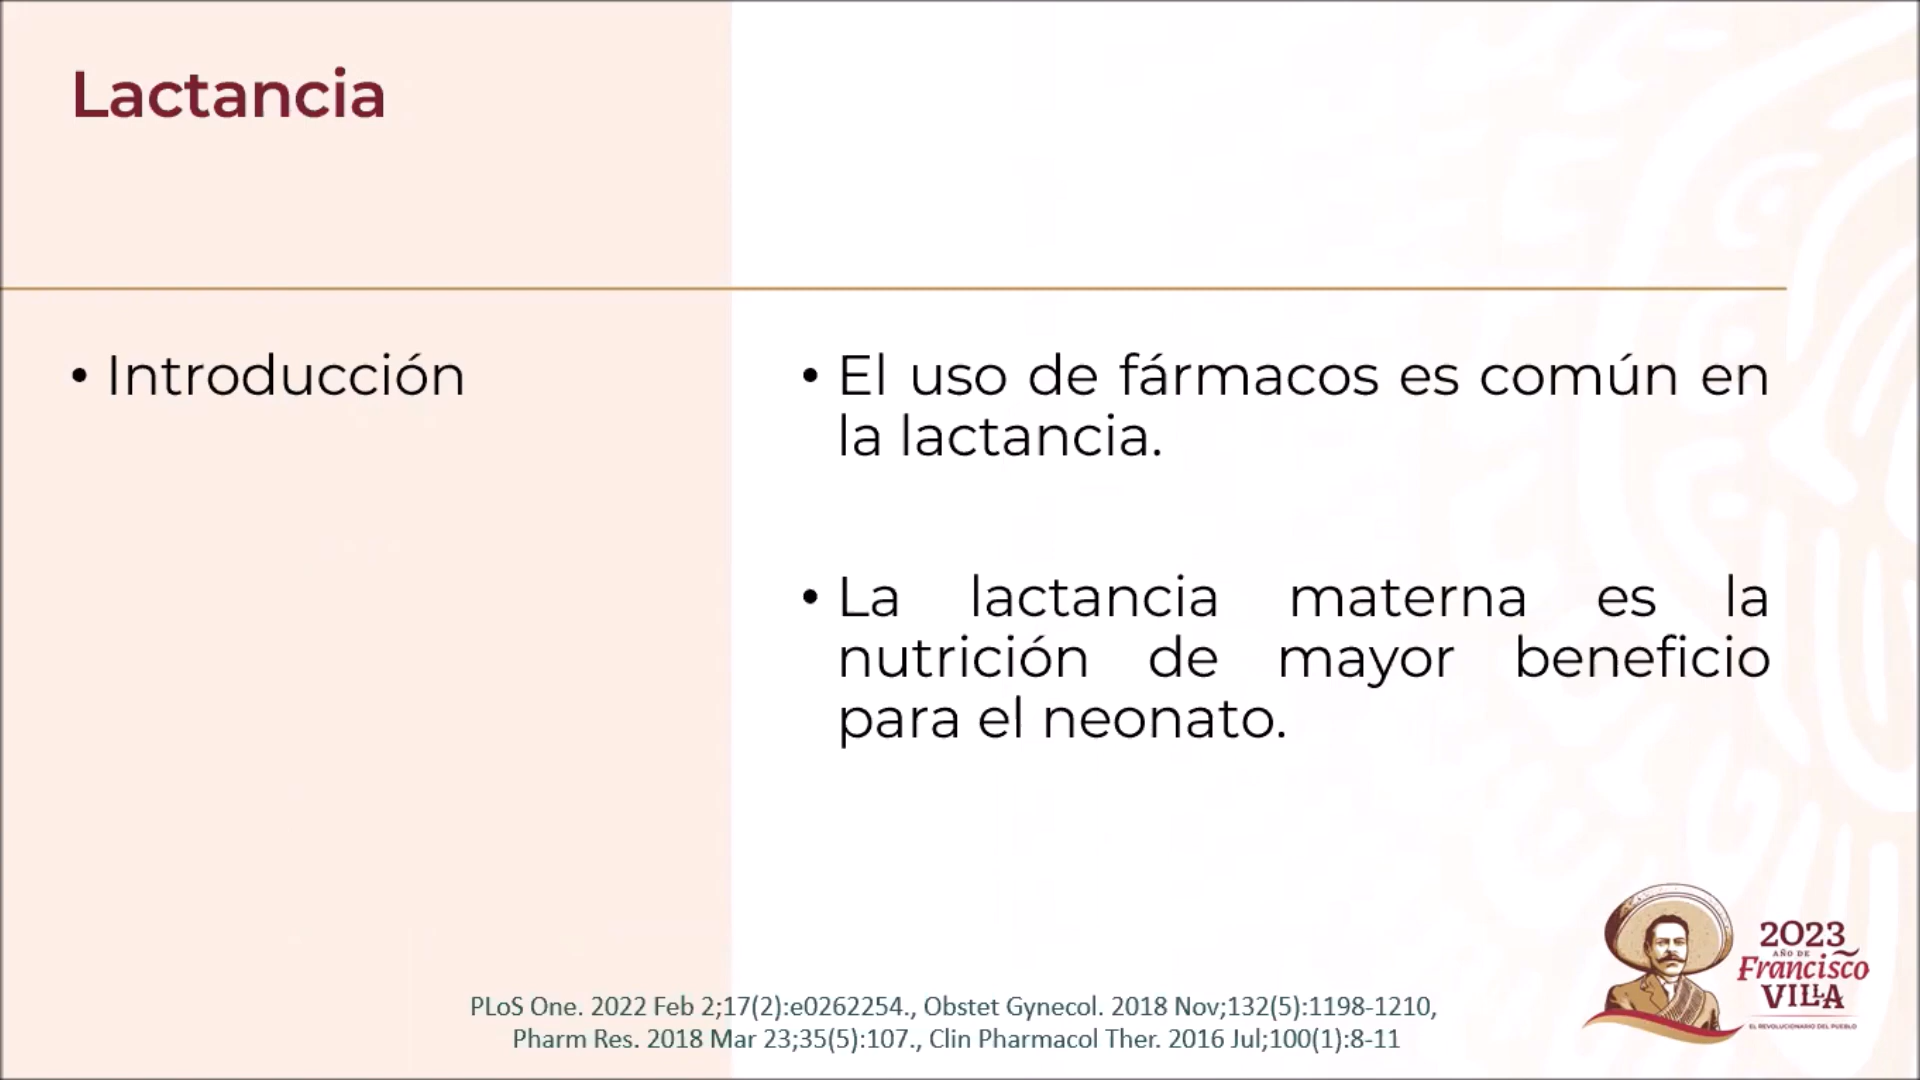 Lactancia
• Introducción
• El uso de fármacos es común en
la lactancia.
• La lactancia materna es la
nutrición de mayor beneficio
para el neonato.
PLoS One. 2022 Feb 2;17(2):e0262254., Obstet Gynecol. 2018 Nov;132(5):1198-1210,
Pharm Res. 2018 Mar 23;35(5):107., Clin Pharmacol Ther. 2016 Jul;100(1):8-11
2023
AÑO DE
Francisco
VILLA
EL REVOLUCIONARIO DEL PUEBLO